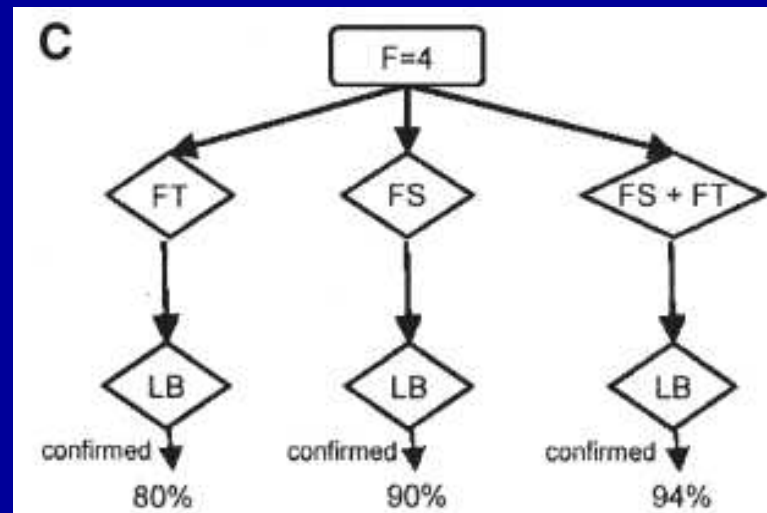 C
F=4
FT
FS
FS + FT
LB
LB
LB
confirmed
confirmed
confirmed
80%
90%
94%